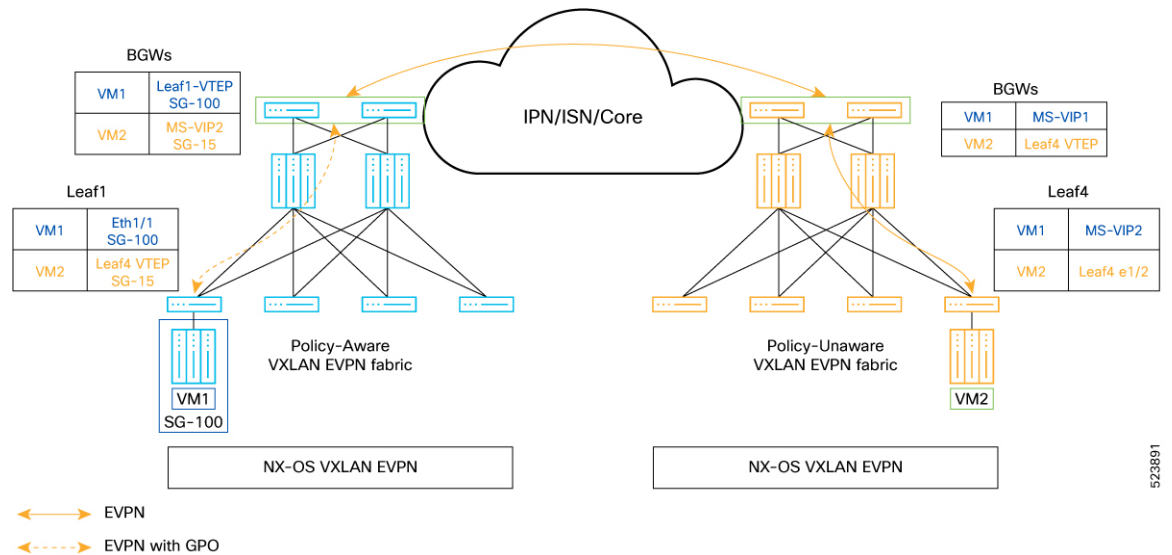 BGWs
VM1
Leaf1-VTEP
SG-100
VM2
MS-VIP2
SG-15
IPN/ISN/Core
BGWs
VM1
MS-VIP1
VM2
Leaf4 VTEP
Leaf1
VM1
Eth1/1
SG-100
VM2
Leaf4 VTEP
SG-15
Leaf4
VM1
MS-VIP2
VM2
Leaf4 e1/2
Policy-Aware
VXLAN EVPN fabric
Policy-Unaware
VXLAN EVPN fabric
VM1
SG-100
VM2
NX-OS VXLAN EVPN
NX-OS VXLAN EVPN
523891
EVPN
EVPN with GPO